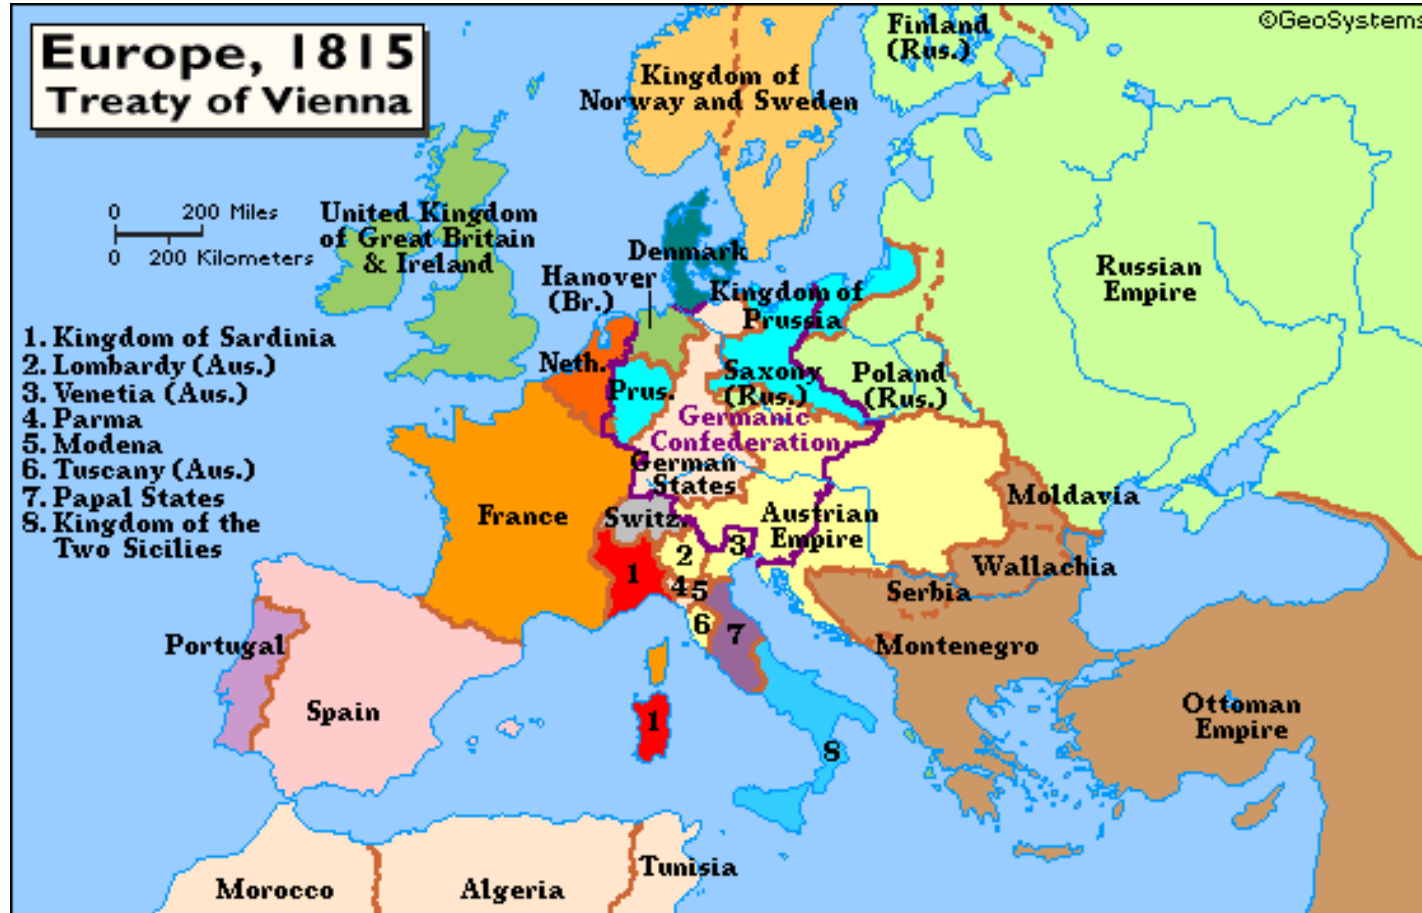 Europe, 1815
Treaty of Vienna
©GeoSystems
Finland
(Rus.)
Kingdom of
Norway and Sweden
0 200 Miles
0 200 Kilometers
United Kingdom
of Great Britain
& Ireland
Denmark
Hanover
(Br.)
Kingdom of
Prussia
Russian
Empire
1. Kingdom of Sardinia
2. Lombardy (Aus.)
3. Venetia (Aus.)
4. Parma
5. Modena
6. Tuscany (Aus.)
7. Papal States
8. Kingdom of the
Two Sicilies
Neth.
Prus.
Saxony
(Rus.)
Poland
(Rus.)
Germanic
Confederation
German
States
France
Switz.
Austrian
Empire
Moldavia
Wallachia
Serbia
Montenegro
1
2
3
4
5
6
7
Portugal
Spain
1
8
Ottoman
Empire
Morocco
Algeria
Tunisia